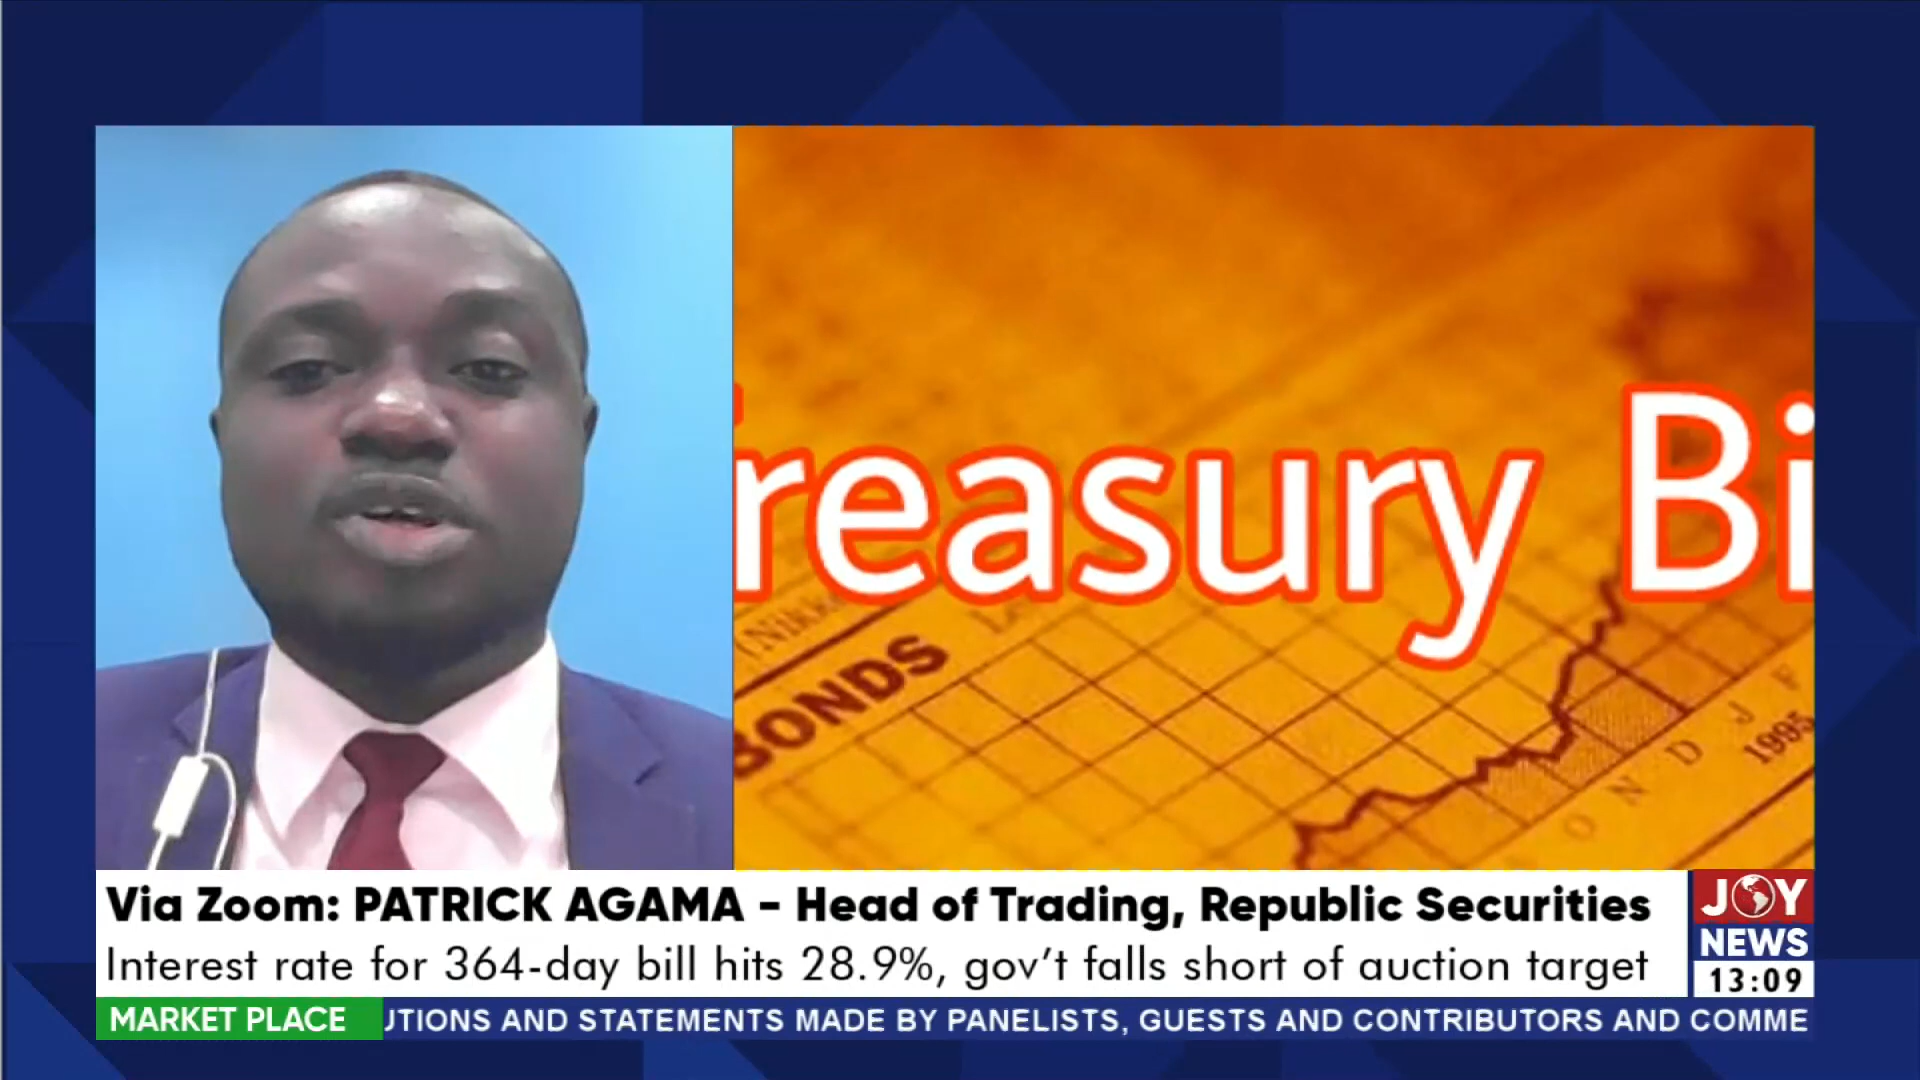 reasury Bi
(Nikk
BONDS
O N D J F
1995
Via Zoom: PATRICK AGAMA – Head of Trading, Republic Securities
Interest rate for 364-day bill hits 28.9%, gov't falls short of auction target
JOY
NEWS
13:09
MARKET PLACE
UTIONS AND STATEMENTS MADE BY PANELISTS, GUESTS AND CONTRIBUTORS AND COMME